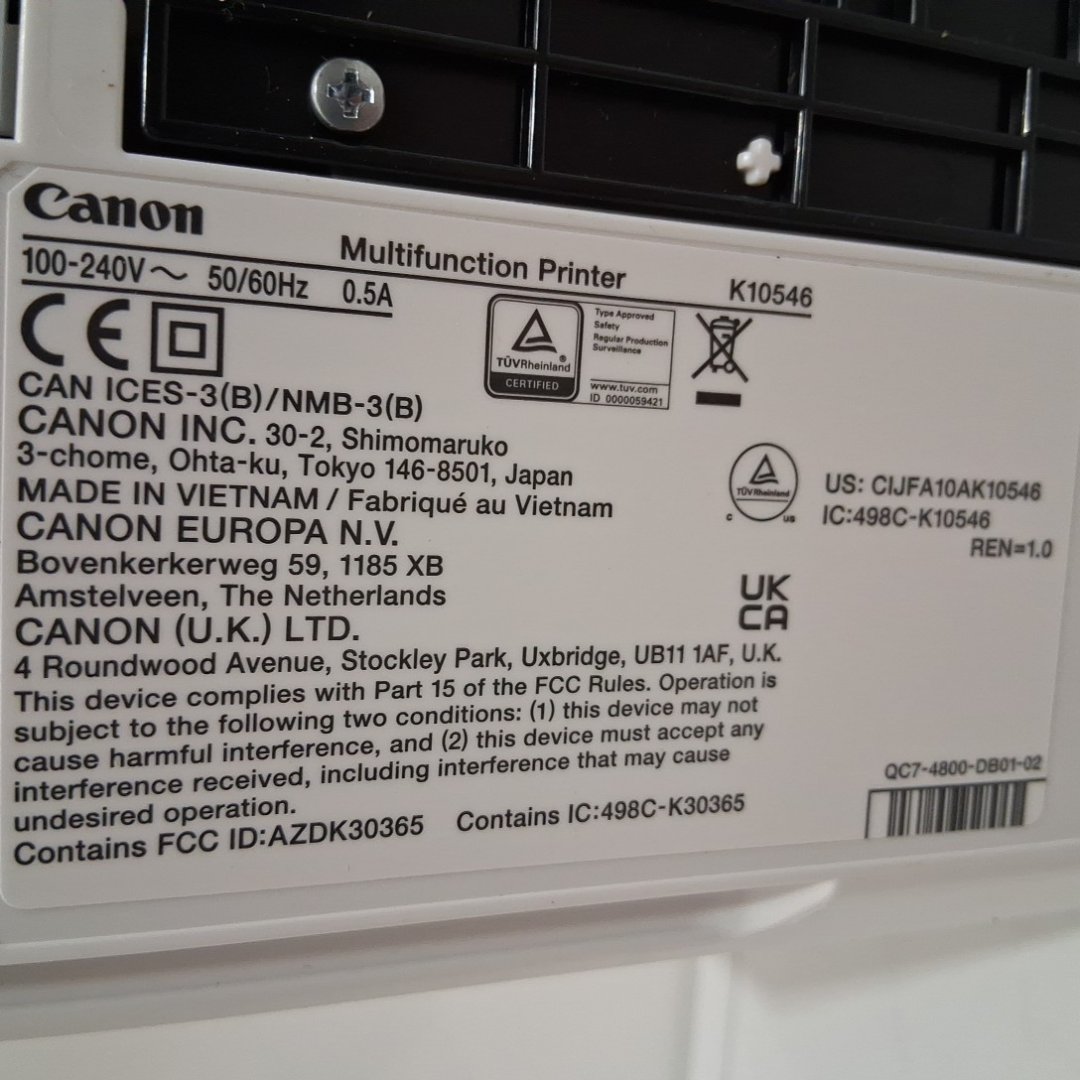 Canon
Multifunction Printer
K10546
100-240V～ 50/60Hz 0.5A
CE
TÜVRheinland®
CERTIFIED
Type Approved
Safety
Regular Production
Surveillance
www.tuv.com
ID 0000059421
CAN ICES-3(B)/NMB-3(B)
CANON INC. 30-2, Shimomaruko
3-chome, Ohta-ku, Tokyo 146-8501, Japan
MADE IN VIETNAM / Fabriqué au Vietnam
CANON EUROPA N.V.
Bovenkerkerweg 59, 1185 XB
Amstelveen, The Netherlands
CANON (U.K.) LTD.
4 Roundwood Avenue, Stockley Park, Uxbridge, UB11 1AF, U.K.
TÜVRheinland
C US
US: CIJFA10AK10546
IC:498C-K10546
REN=1.0
UK
CA
This device complies with Part 15 of the FCC Rules. Operation is
subject to the following two conditions: (1) this device may not
cause harmful interference, and (2) this device must accept any
interference received, including interference that may cause
undesired operation.
Contains FCC ID:AZDK30365 Contains IC:498C-K30365
QC7-4800-DB01-02